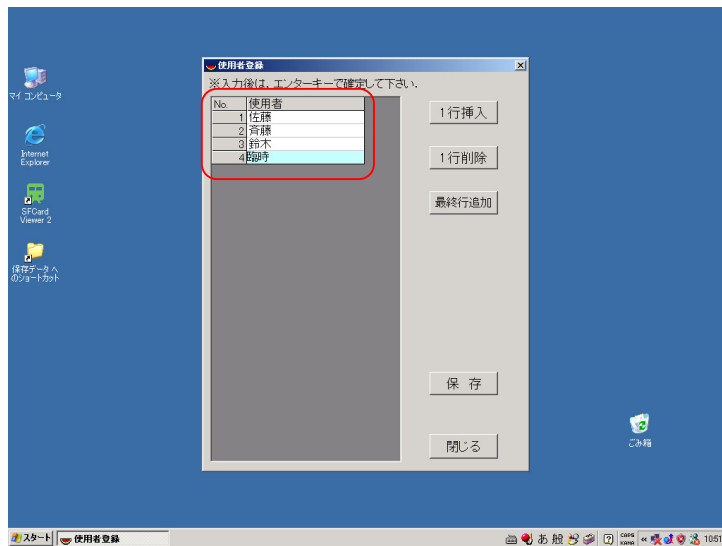 マイ コンピュータ
Internet
Explorer
SFCard
Viewer 2
保存データへ
のショートカット
使用者登録
※入力後は，エンターキーで確定して下さい．
No. 使用者
1 佐藤
2 斉藤
3 鈴木
4 臨時
1行挿入
1行削除
最終行追加
保 存
閉じる
ごみ箱
スタート
使用者登録
あ 般
CAPS
KANA
«
1051